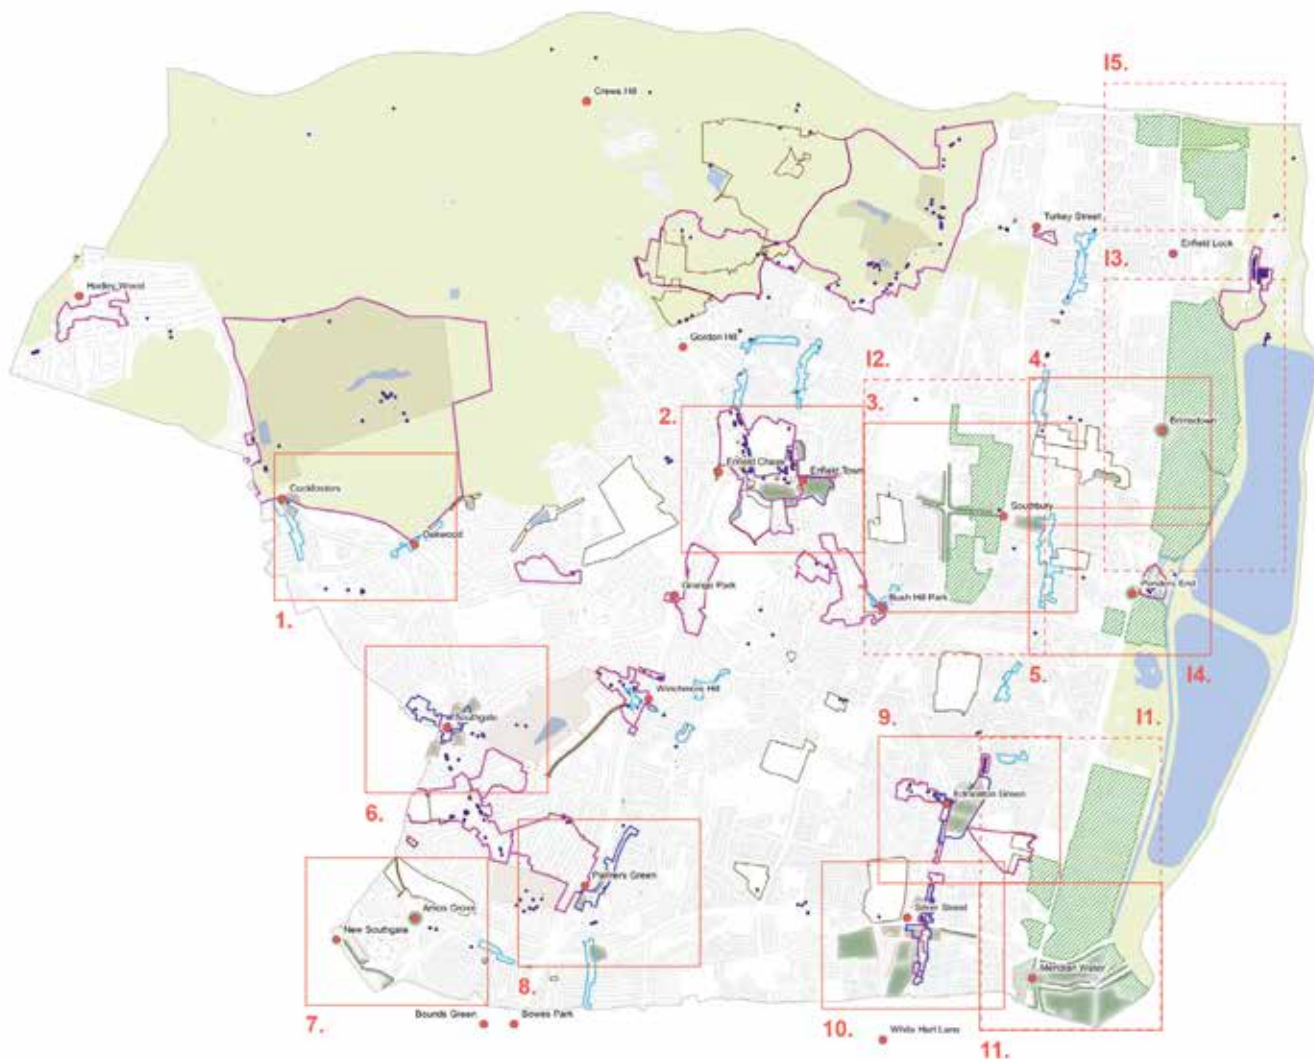 I5.
Crews Hill
Turkey Street
Enfield Lock
I3.
Hadley Wood
Gordon Hill
I2.
4.
2.
3.
Brimsdown
Enfield Chase
Enfield Town
Cockfosters
Southbury
Oakwood
Grange Park
Ponders End
Bush Hill Park
1.
5.
I4.
Winchmore Hill
9.
I1.
Southgate
Edmonton Green
6.
Palmers Green
Amos Grove
Silver Street
New Southgate
Meridian Water
8.
7.
Bounds Green
Bowes Park
10.
White Hart Lane
11.